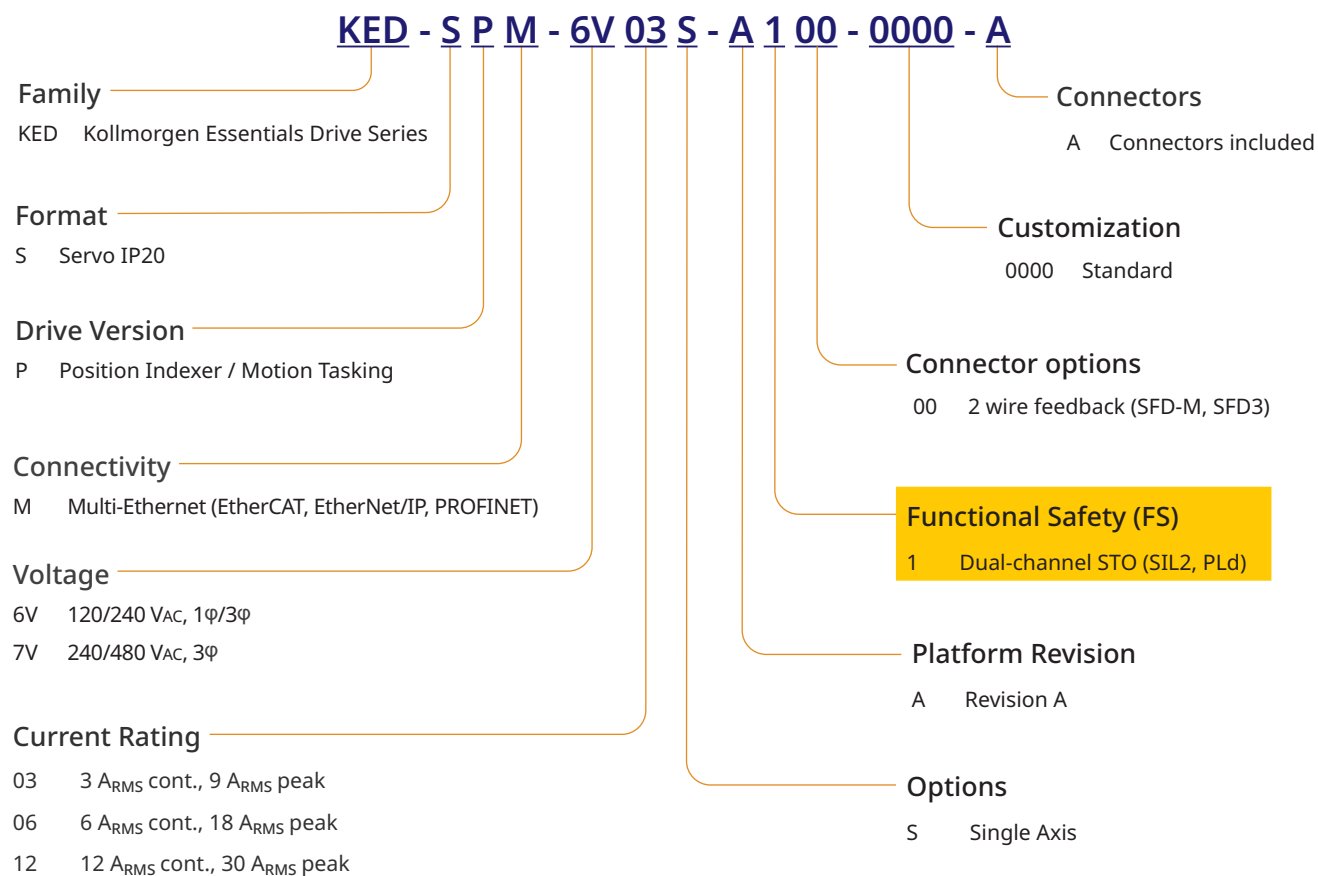 KED - S P M - 6V 03 S - A 1 00 - 0000 - A
Family
KED Kollmorgen Essentials Drive Series
Format
S Servo IP20
Drive Version
P Position Indexer / Motion Tasking
Connectivity
M Multi-Ethernet (EtherCAT, EtherNet/IP, PROFINET)
Voltage
6V 120/240 VAC, 1φ/3φ
7V 240/480 VAC, 3φ
Current Rating
03 3 ARMS cont., 9 ARMS peak
06 6 ARMS cont., 18 ARMS peak
12 12 ARMS cont., 30 ARMS peak
Connectors
A Connectors included
Customization
0000 Standard
Connector options
00 2 wire feedback (SFD-M, SFD3)
Functional Safety (FS)
1 Dual-channel STO (SIL2, PLd)
Platform Revision
A Revision A
Options
S Single Axis